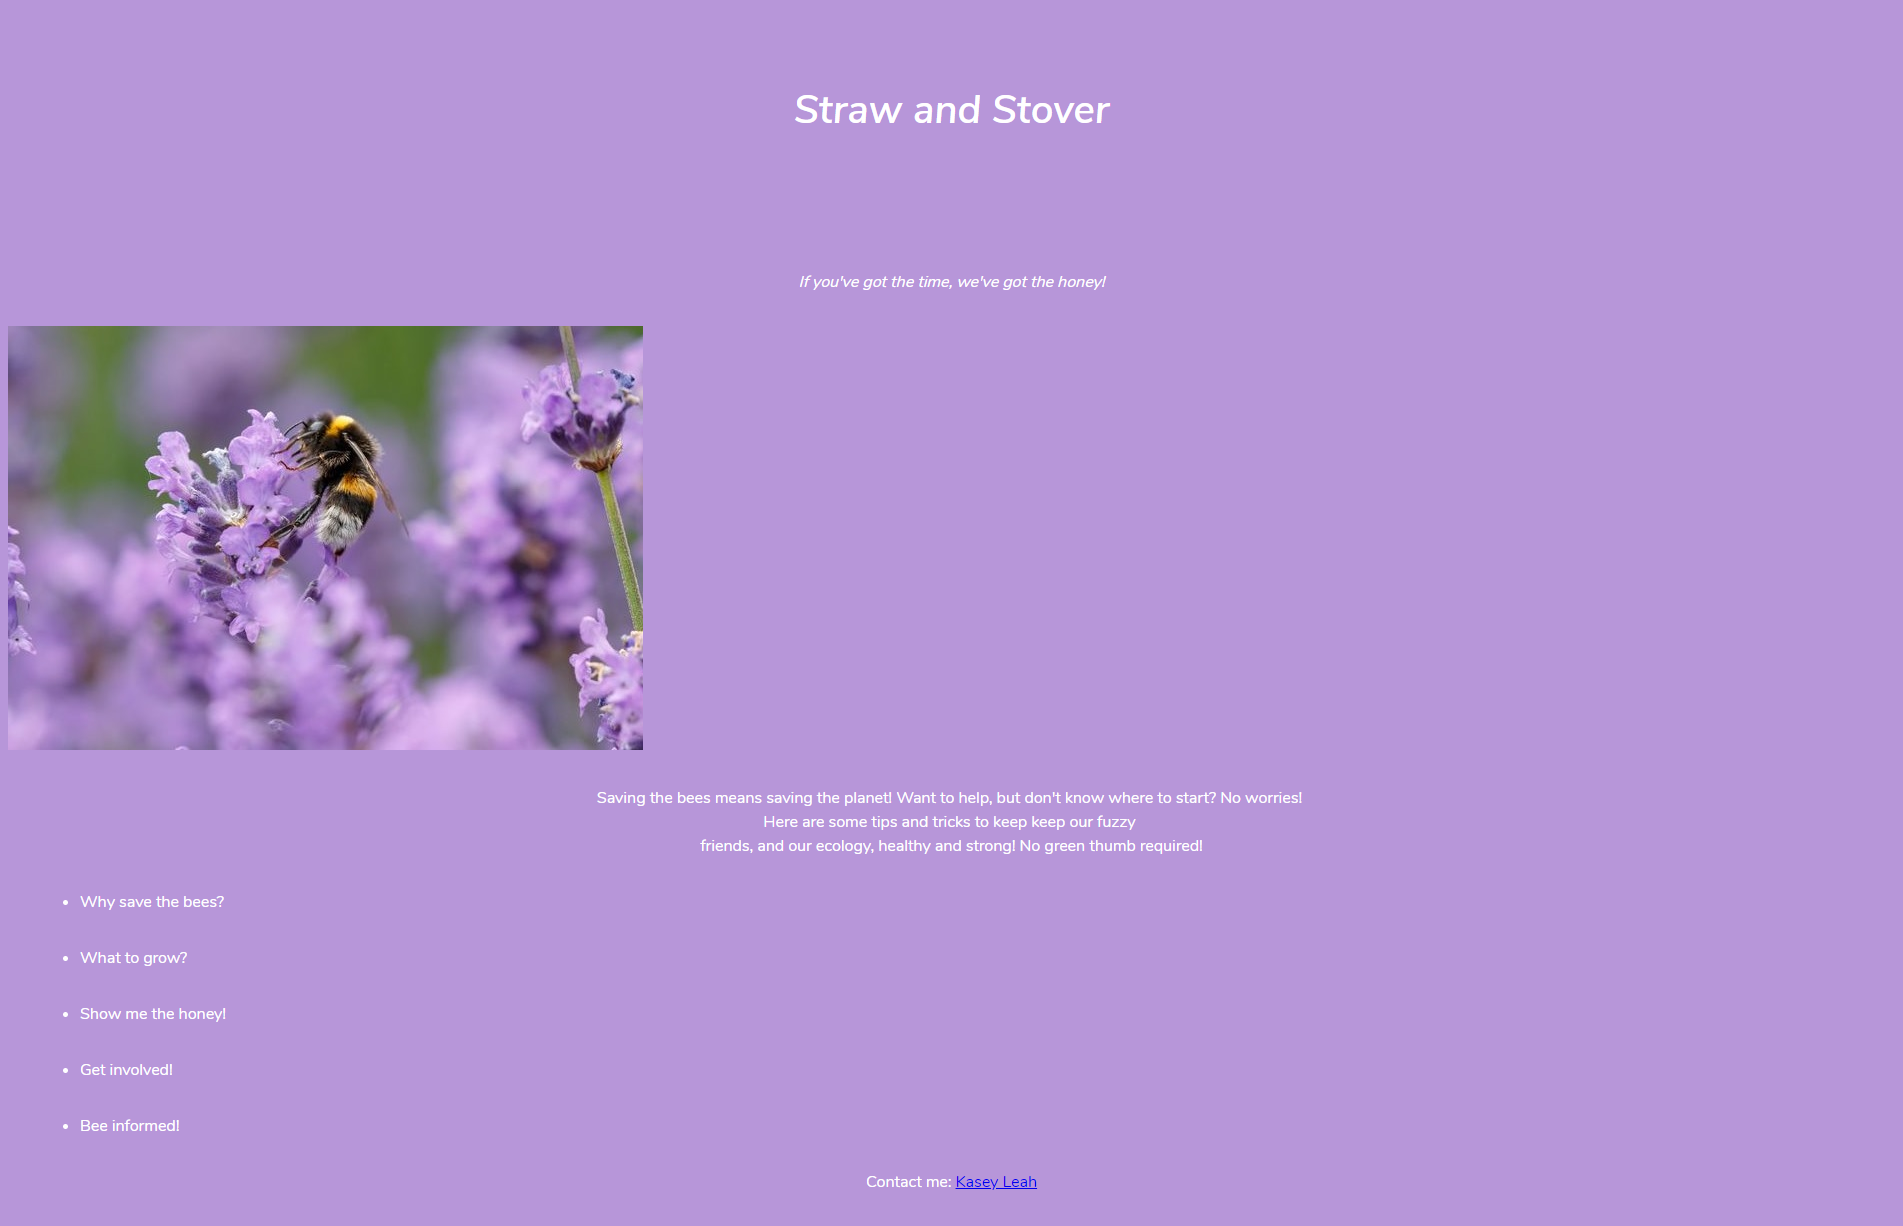 Straw and Stover
If you've got the time, we've got the honey!
Saving the bees means saving the planet! Want to help, but don't know where to start? No worries!
Here are some tips and tricks to keep keep our fuzzy
friends, and our ecology, healthy and strong! No green thumb required!
• Why save the bees?
• What to grow?
• Show me the honey!
• Get involved!
• Bee informed!
Contact me: Kasey Leah